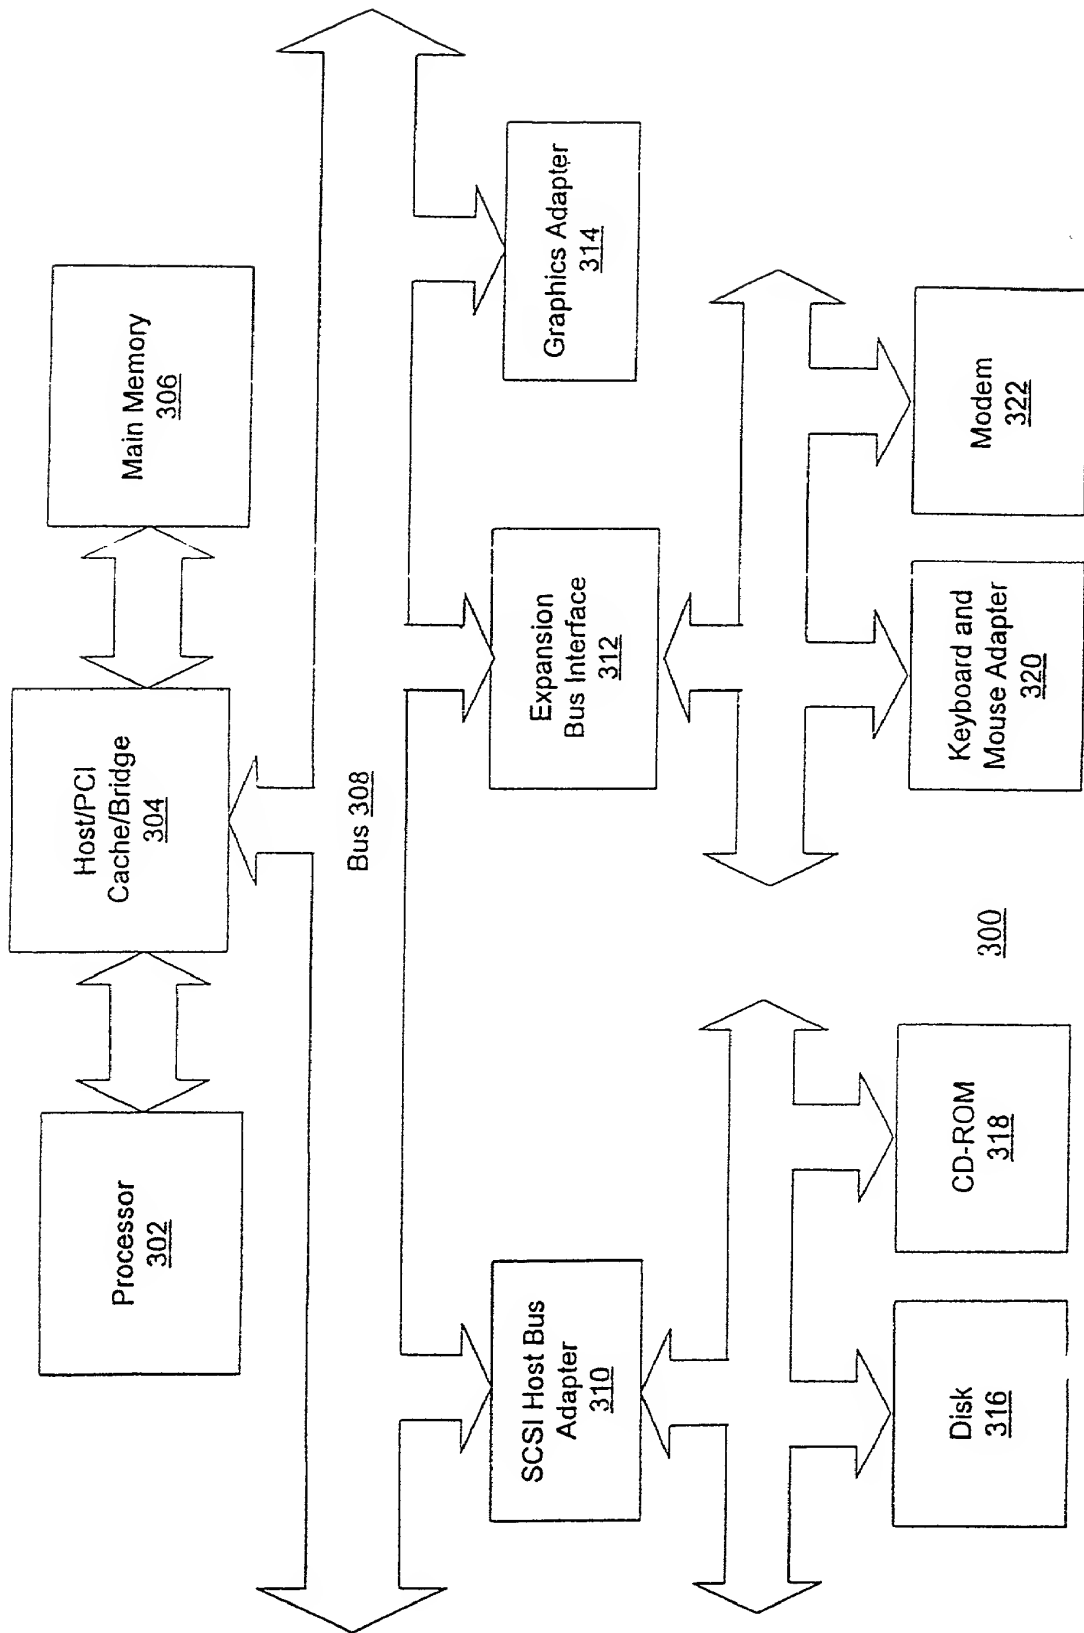 Processor
302
Host/PCI
Cache/Bridge
304
Main Memory
306
Bus 308
SCSI Host Bus
Adapter
310
Expansion
Bus Interface
312
Graphics Adapter
314
Disk
316
CD-ROM
318
300
Keyboard and
Mouse Adapter
320
Modem
322